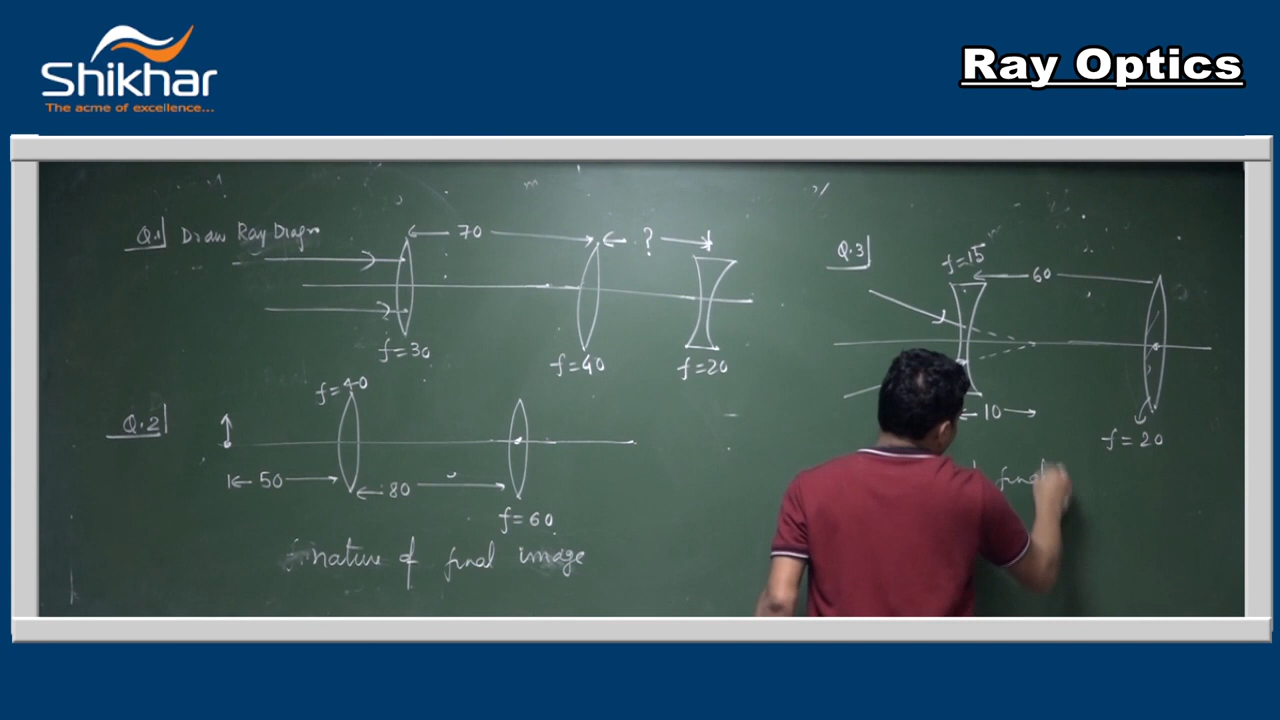 Shikhar
The acme of excellence...
Ray Optics
Q.1 Draw Ray Diagm
70
?
f=30
f=40
f=20
Q.2
f=40
50
80
f=60
nature of final image
Q.3
f=15
60
10
f=20
final